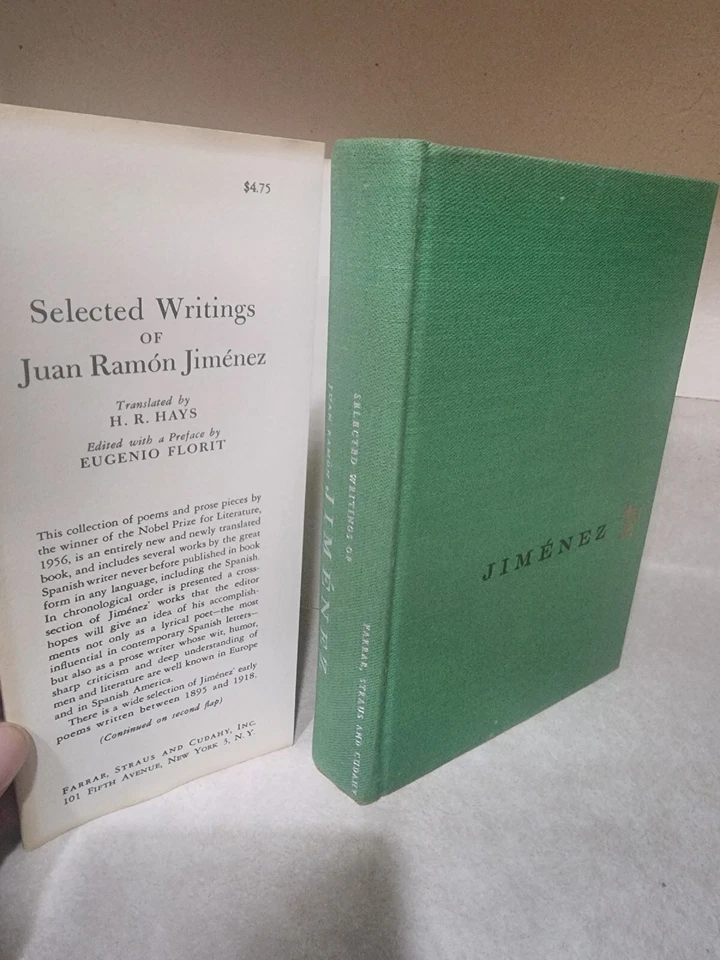 $4.75
Selected Writings
OF
Juan Ramón Jiménez
Translated by
H. R. HAYS
Edited with a Preface by
EUGENIO FLORIT
This collection of poems and prose pieces by
the winner of the Nobel Prize for Literature,
1956, is an entirely new and newly translated
book, and includes several works by the great
Spanish writer never before published in book
form in any language, including the Spanish.
In chronological order is presented a cross-
section of Jiménez' works that the editor
hopes will give an idea of his accomplish-
ments not only as a lyrical poet—the most
influential in contemporary Spanish letters—
but also as a prose writer whose wit, humor,
sharp criticism and deep understanding of
men and literature are well known in Europe
and in Spanish America.
There is a wide selection of Jiménez' early
poems written between 1895 and 1918.
(Continued on second flap)
FARRAR, STRAUS AND CUDAHY, INC.
101 FIFTH AVENUE, NEW YORK 3, N. Y.
SELECTED WRITINGS OF
JUAN RAMÓN JIMÉNEZ
FARRAR, STRAUS AND CUDAHY
JIMÉNEZ